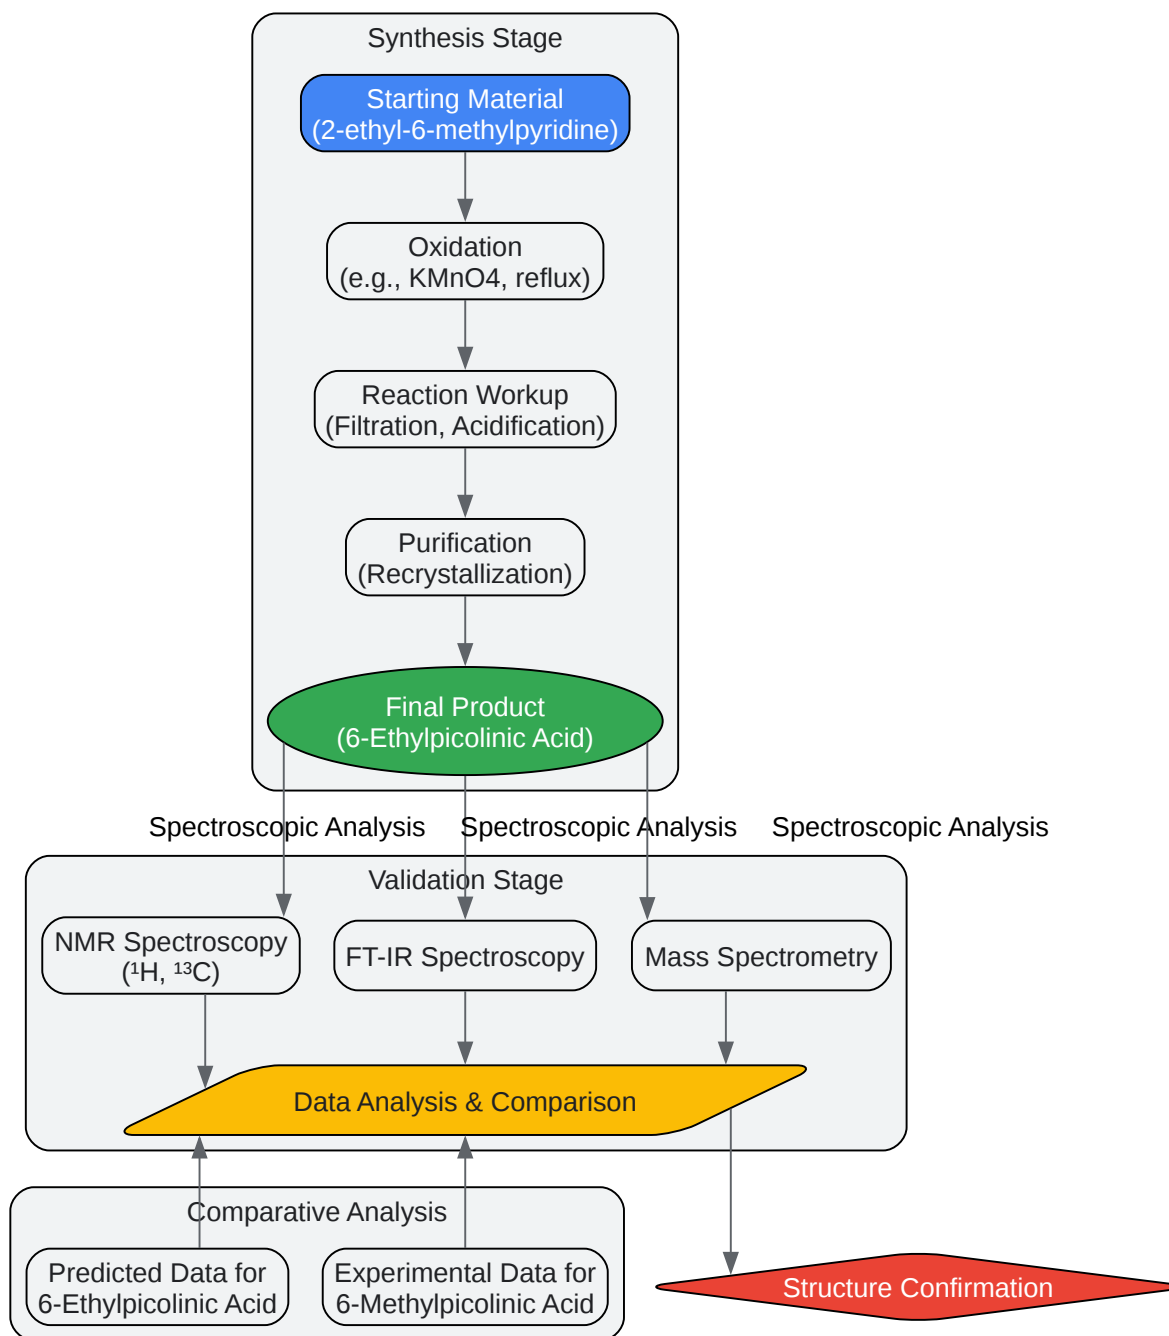 Synthesis Stage
Starting Material
(2-ethyl-6-methylpyridine)
Oxidation
(e.g., KMnO4, reflux)
Reaction Workup
(Filtration, Acidification)
Purification
(Recrystallization)
Final Product
(6-Ethylpicolinic Acid)
Spectroscopic Analysis
Spectroscopic Analysis
Spectroscopic Analysis
Validation Stage
NMR Spectroscopy
(¹H, ¹³C)
FT-IR Spectroscopy
Mass Spectrometry
Data Analysis & Comparison
Comparative Analysis
Predicted Data for
6-Ethylpicolinic Acid
Experimental Data for
6-Methylpicolinic Acid
Structure Confirmation